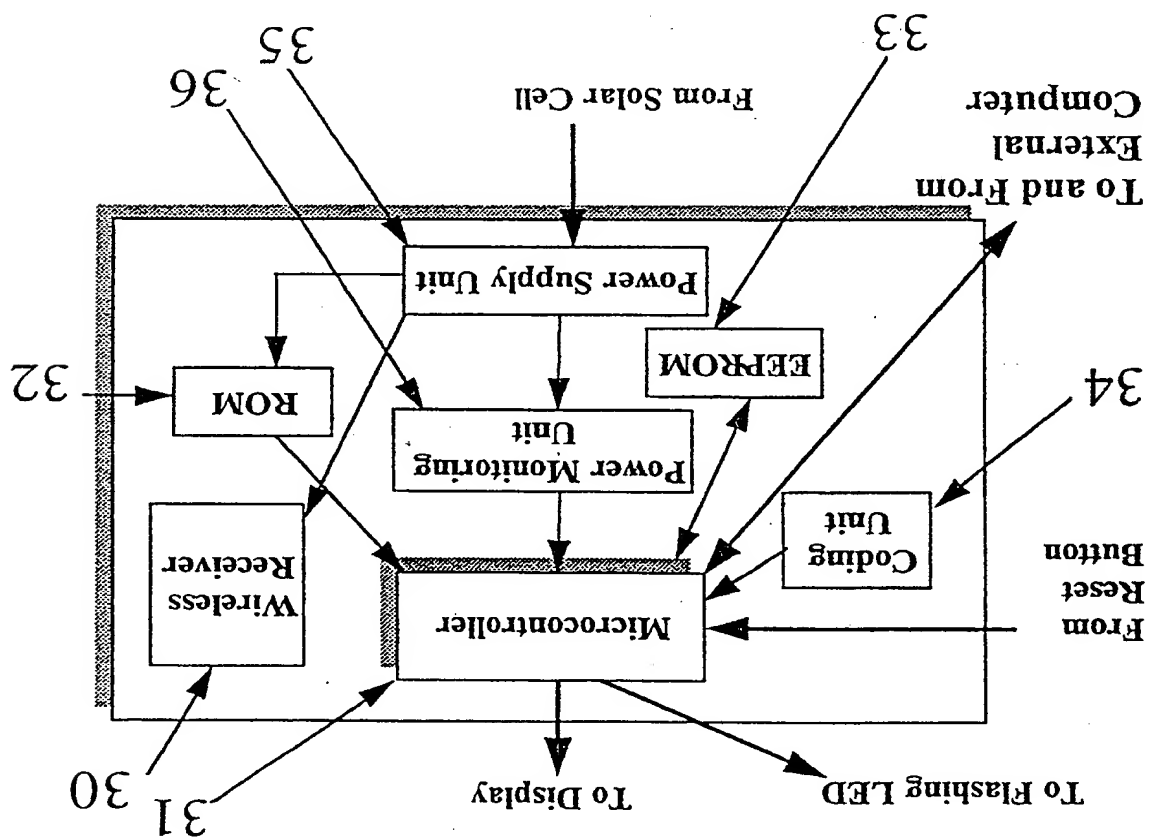 To Flashing LED
To Display
31
30
From
Reset
Button
Microcontroller
Wireless
Receiver
Coding
Unit
34
Power Monitoring
Unit
EEPROM
ROM
32
Power Supply Unit
To and From
External
Computer
From Solar Cell
33
36
35